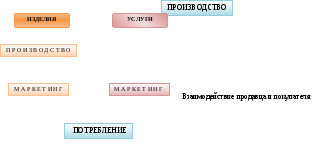 ПРОИЗВОДСТВО
ИЗДЕЛИЯ
УСЛУГИ
ПРОИЗВОДСТВО
МАРКЕТИНГ
МАРКЕТИНГ
Взаимодействие продавца и покупателя
ПОТРЕБЛЕНИЕ